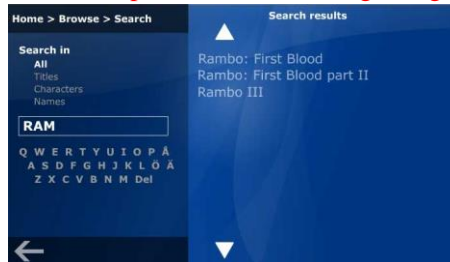 Home > Browse > Search
Search in
All
Titles
Characters
Names
RAM
Q W E R T Y U I O P Å
A S D F G H J K L Ö Ä
Z X C V B N M Del
Search results
Rambo: First Blood
Rambo: First Blood part II
Rambo III